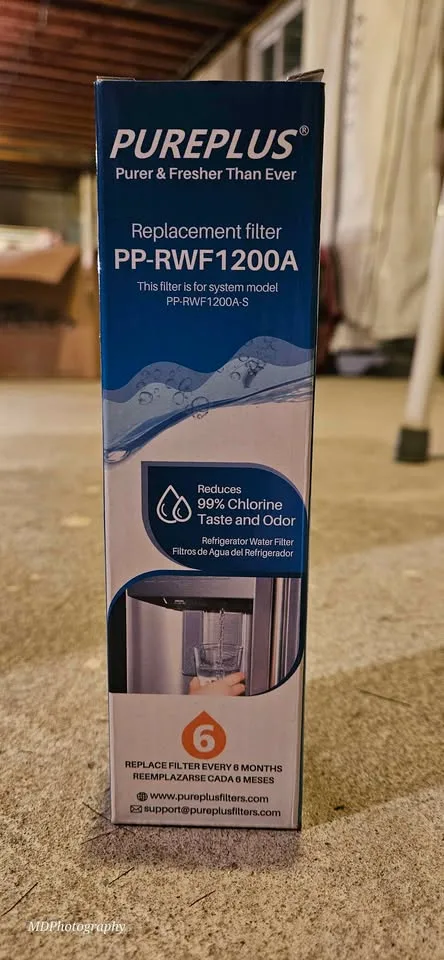 PUREPLUS®
Purer & Fresher Than Ever
Replacement filter
PP-RWF1200A
This filter is for system model
PP-RWF1200A-S
Reduces
99% Chlorine
Taste and Odor
Refrigerator Water Filter
Filtros de Agua del Refrigerador
6
REPLACE FILTER EVERY 6 MONTHS
REEMPLAZARSE CADA 6 MESES
www.pureplusfilters.com
support@pureplusfilters.com
MDPhotography